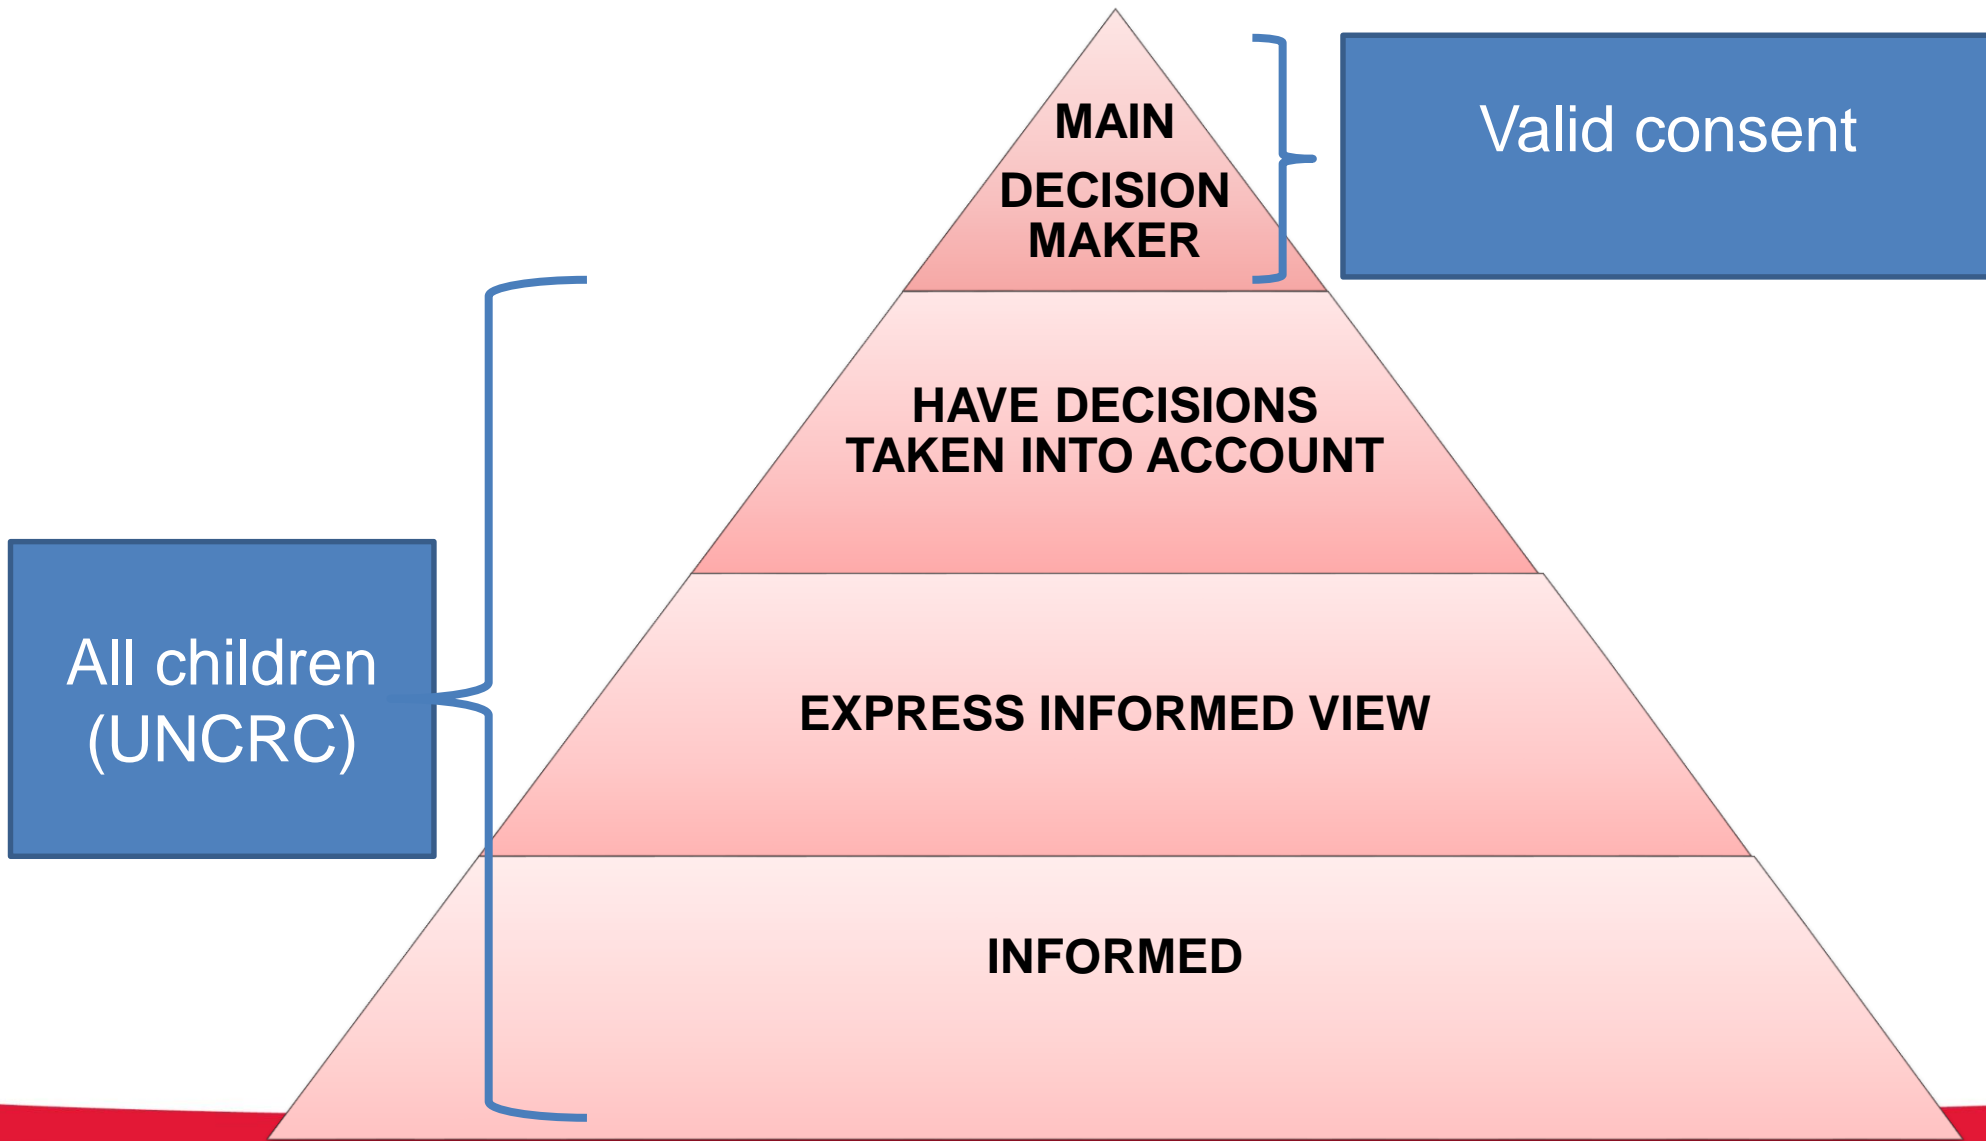 MAIN
DECISION
MAKER
Valid consent
HAVE DECISIONS
TAKEN INTO ACCOUNT
All children
(UNCRC)
EXPRESS INFORMED VIEW
INFORMED